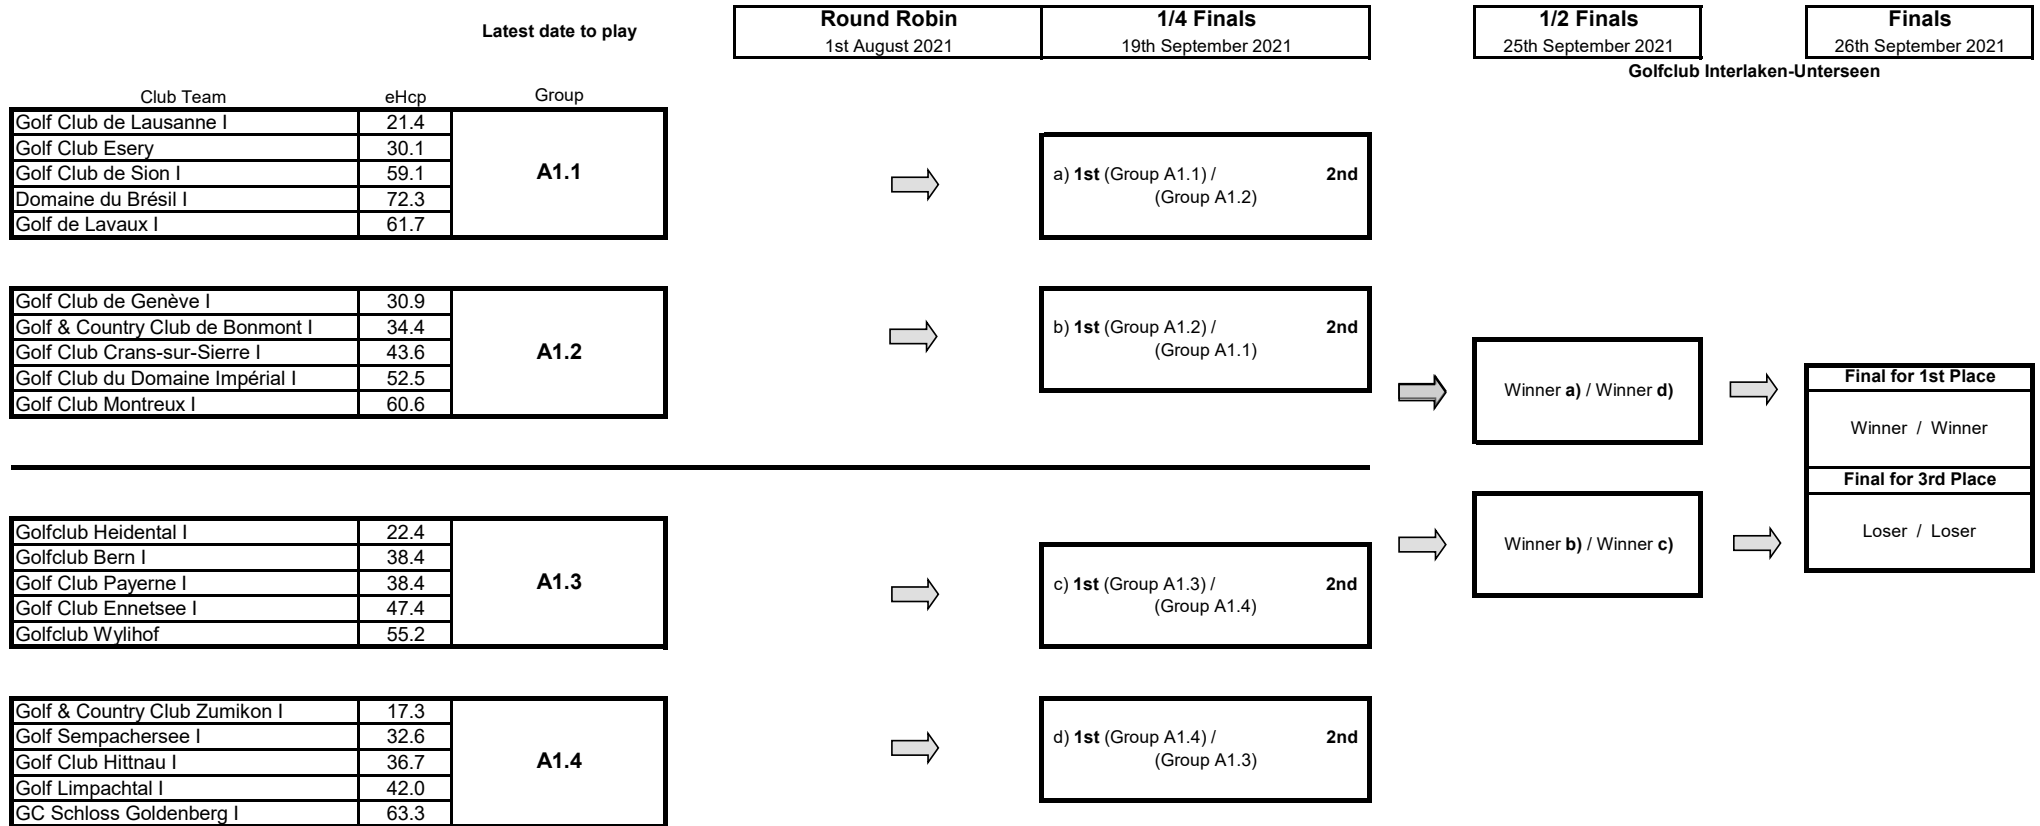 Latest date to play
Round Robin
1st August 2021
1/4 Finals
19th September 2021
1/2 Finals
25th September 2021
Finals
26th September 2021
Golfclub Interlaken-Unterseen
Club Team eHcp Group
Golf Club de Lausanne I 21.4
Golf Club Esery 30.1
Golf Club de Sion I 59.1
Domaine du Brésil I 72.3
Golf de Lavaux I 61.7
A1.1
a) 1st (Group A1.1) / 2nd
(Group A1.2)
Golf Club de Genève I 30.9
Golf & Country Club de Bonmont I 34.4
Golf Club Crans-sur-Sierre I 43.6
Golf Club du Domaine Impérial I 52.5
Golf Club Montreux I 60.6
A1.2
b) 1st (Group A1.2) / 2nd
(Group A1.1)
Winner a) / Winner d)
Final for 1st Place
Winner / Winner
Final for 3rd Place
Loser / Loser
Winner b) / Winner c)
Golfclub Heidental I 22.4
Golfclub Bern I 38.4
Golf Club Payerne I 38.4
Golf Club Ennetsee I 47.4
Golfclub Wylihof 55.2
A1.3
c) 1st (Group A1.3) / 2nd
(Group A1.4)
Golf & Country Club Zumikon I 17.3
Golf Sempachersee I 32.6
Golf Club Hittnau I 36.7
Golf Limpachtal I 42.0
GC Schloss Goldenberg I 63.3
A1.4
d) 1st (Group A1.4) / 2nd
(Group A1.3)